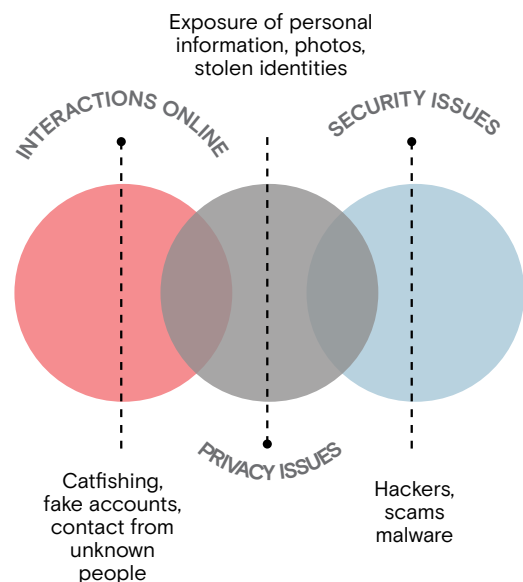 Exposure of personal
information, photos,
stolen identities
INTERACTIONS ONLINE
SECURITY ISSUES
PRIVACY ISSUES
Catfishing,
fake accounts,
contact from
unknown
people
Hackers,
scams
malware